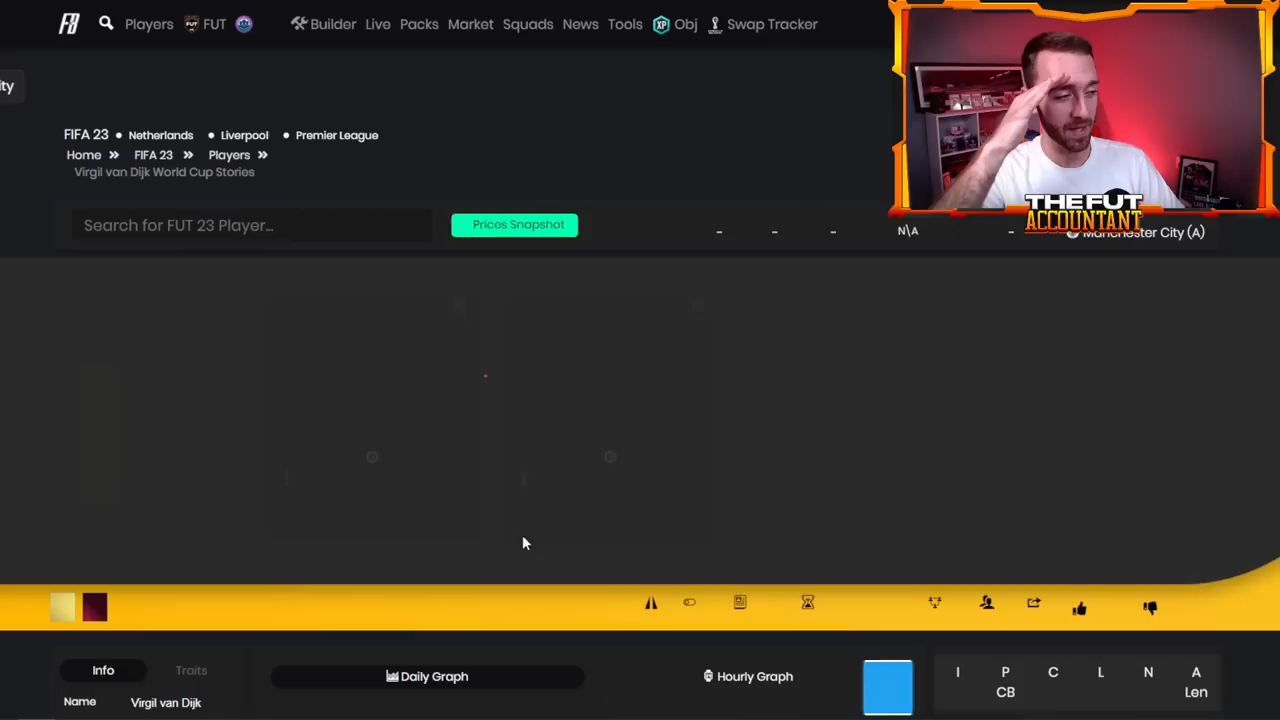 Players FUT Builder Live Packs Market Squads News Tools XP Obj Swap Tracker
ty
FIFA 23 • Netherlands • Liverpool • Premier League
Home » FIFA 23 » Players »
Virgil van Dijk World Cup Stories
Search for FUT 23 Player...
Prices Snapshot
- - - N\A -
THE FUT
ACCOUNTANT
Manchester City (A)
Info Traits
Daily Graph
Hourly Graph
I P C L N A
CB Len
Name Virgil van Dijk